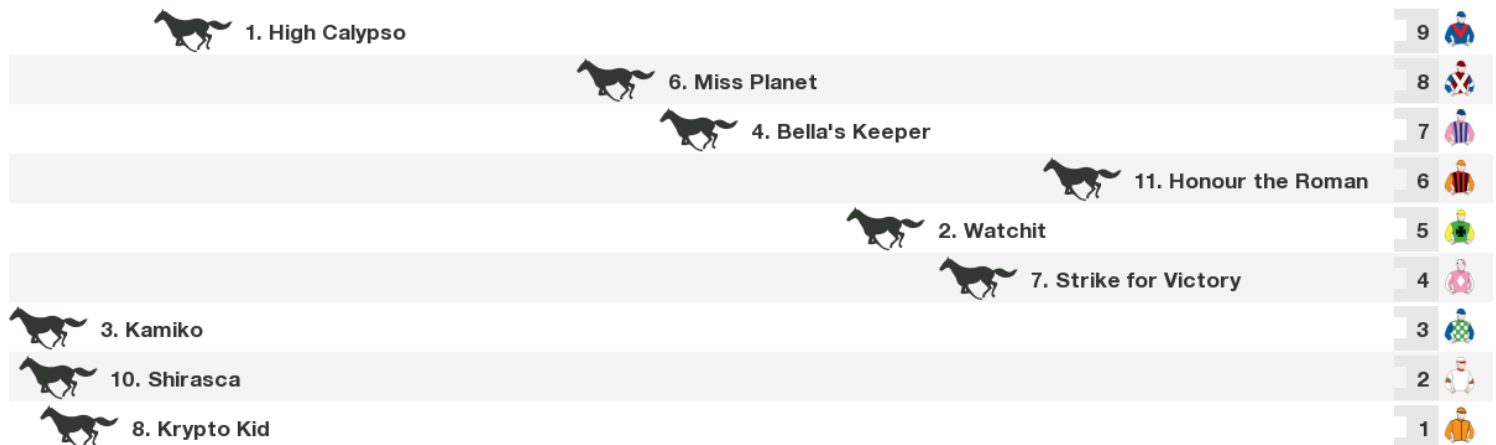 1. High Calypso 9
6. Miss Planet 8
4. Bella's Keeper 7
11. Honour the Roman 6
2. Watchit 5
7. Strike for Victory 4
3. Kamiko 3
10. Shirasca 2
8. Krypto Kid 1